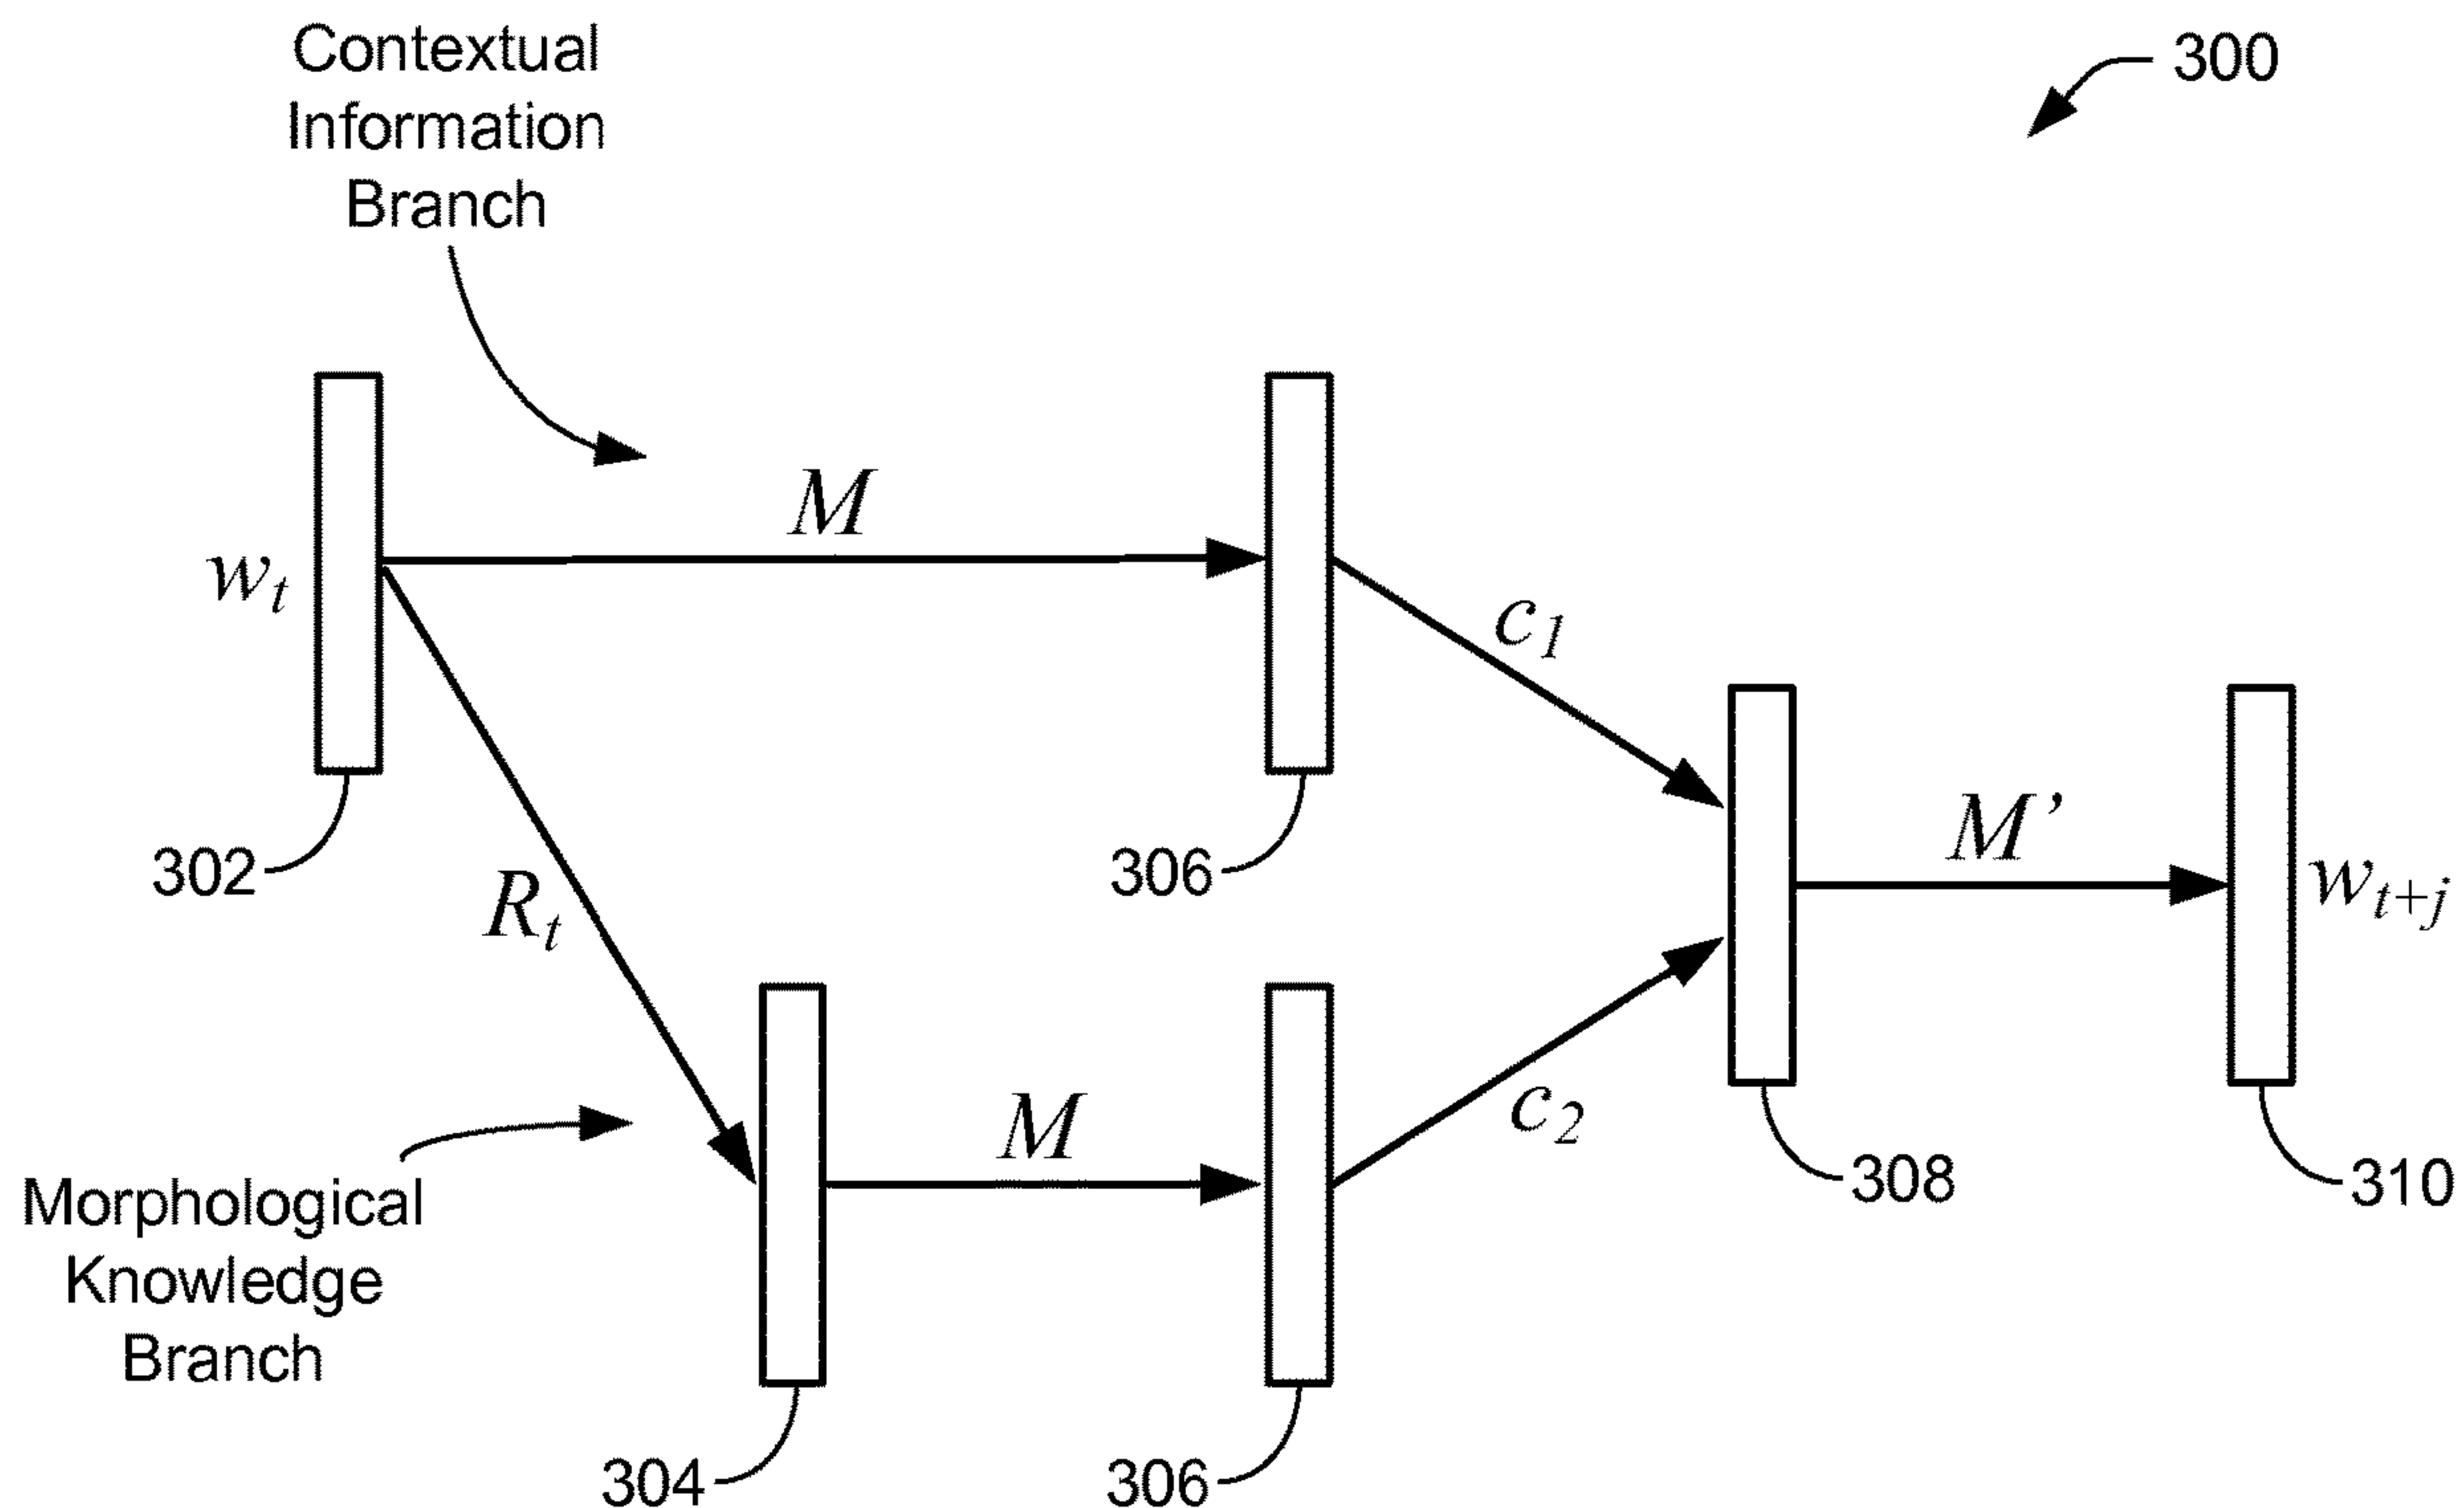 Contextual
Information
Branch
300
M
w_t
c_1
302
306
R_t
M'
w_{t+j}
M
c_2
Morphological
Knowledge
Branch
308
310
304
306